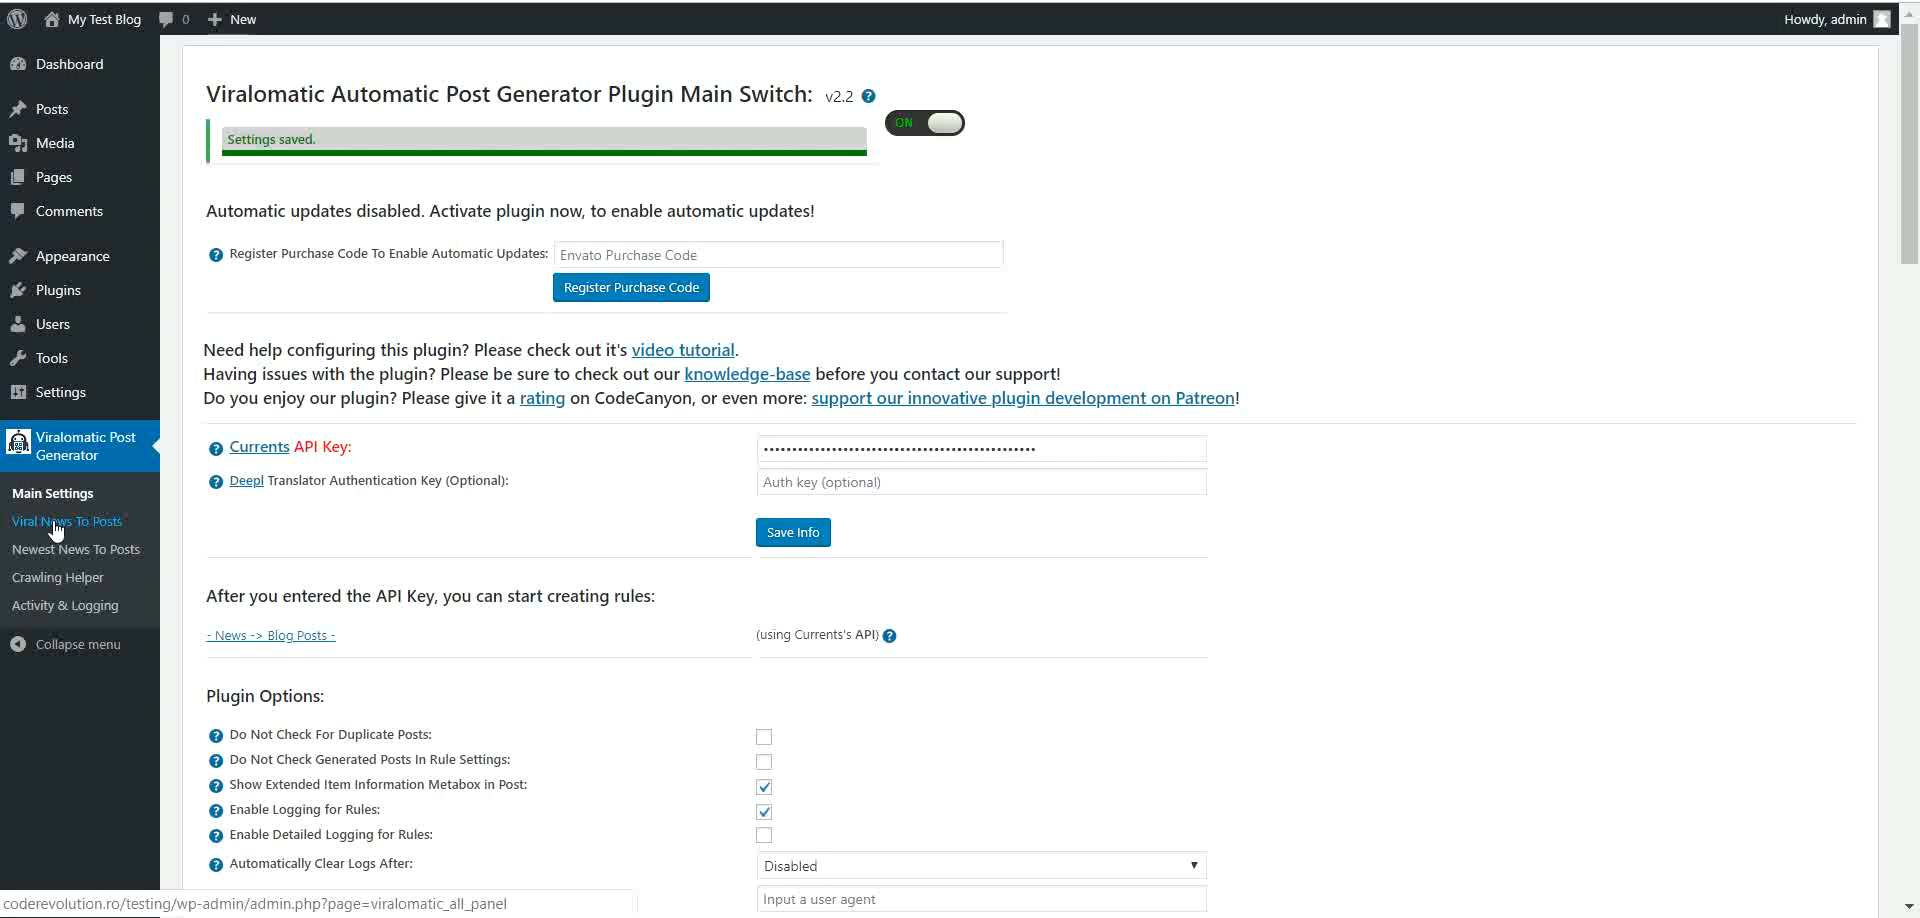 My Test Blog 0 New Howdy, admin
Dashboard
Posts
Media
Pages
Comments
Appearance
Plugins
Users
Tools
Settings
Viralomatic Post
Generator
Main Settings
Viral News To Posts
Newest News To Posts
Crawling Helper
Activity & Logging
Collapse menu
Viralomatic Automatic Post Generator Plugin Main Switch: v2.2 ?
ON
Settings saved.
Automatic updates disabled. Activate plugin now, to enable automatic updates!
? Register Purchase Code To Enable Automatic Updates: Envato Purchase Code
Register Purchase Code
Need help configuring this plugin? Please check out it's video tutorial.
Having issues with the plugin? Please be sure to check out our knowledge-base before you contact our support!
Do you enjoy our plugin? Please give it a rating on CodeCanyon, or even more: support our innovative plugin development on Patreon!
? Currents API Key: ••••••••••••••••••••••••••••••••••••••••••••••••
? Deepl Translator Authentication Key (Optional): Auth key (optional)
Save Info
After you entered the API Key, you can start creating rules:
- News -> Blog Posts - (using Currents's API) ?
Plugin Options:
? Do Not Check For Duplicate Posts:
? Do Not Check Generated Posts In Rule Settings:
? Show Extended Item Information Metabox in Post:
? Enable Logging for Rules:
? Enable Detailed Logging for Rules:
? Automatically Clear Logs After: Disabled
Input a user agent
coderevolution.ro/testing/wp-admin/admin.php?page=viralomatic_all_panel